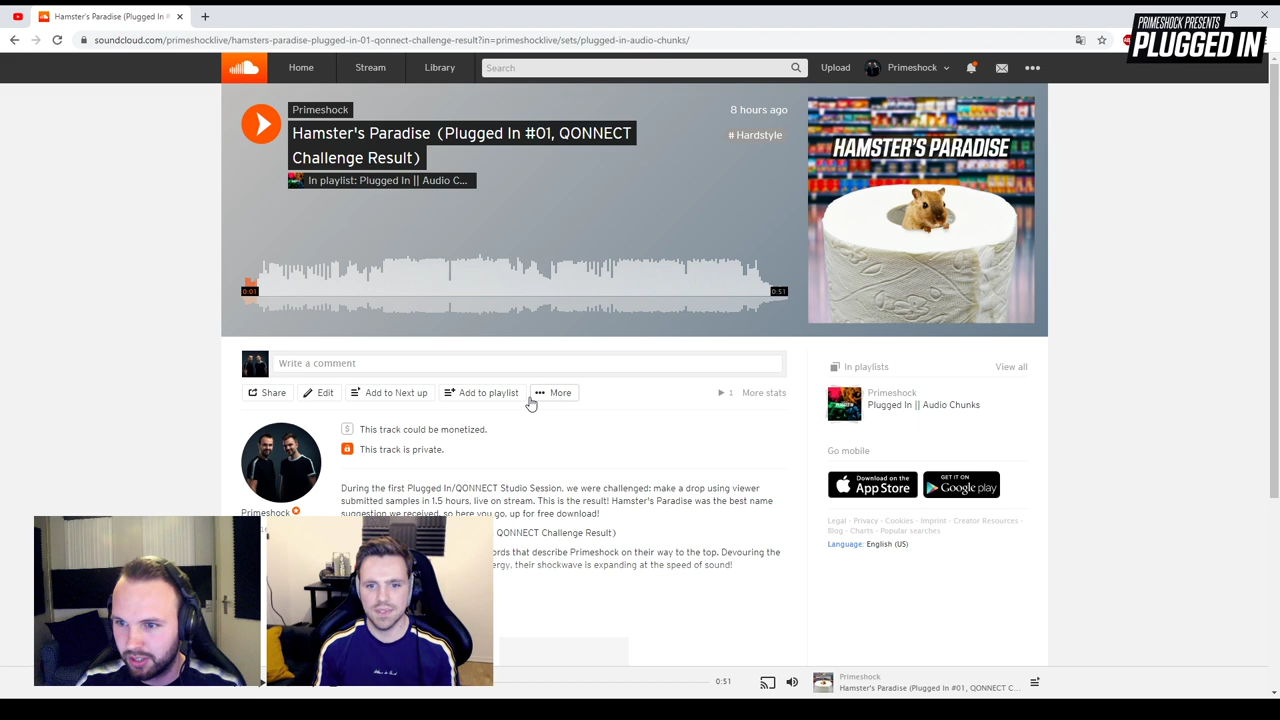 Hamster's Paradise (Plugged In #
PRIMESHOCK PRESENTS
PLUGGED IN
soundcloud.com/primeshocklive/hamsters-paradise-plugged-in-01-qonnect-challenge-result?in=primeshocklive/sets/plugged-in-audio-chunks/
Home
Stream
Library
Search
Upload
Primeshock
Primeshock
8 hours ago
Hamster's Paradise (Plugged In #01, QONNECT
Challenge Result)
# Hardstyle
In playlist: Plugged In || Audio C...
HAMSTER'S PARADISE
0:01
0:51
Write a comment
Share
Edit
Add to Next up
Add to playlist
More
1
More stats
In playlists
View all
Primeshock
Plugged In || Audio Chunks
This track could be monetized.
This track is private.
Go mobile
Download on the
App Store
GET IT ON
Google play
During the first Plugged In/QONNECT Studio Session, we were challenged: make a drop using viewer
submitted samples in 1.5 hours, live on stream. This is the result! Hamster's Paradise was the best name
suggestion we received, so here you go, up for free download!
Primeshock
QONNECT Challenge Result)
ords that describe Primeshock on their way to the top. Devouring the
ergy, their shockwave is expanding at the speed of sound!
Legal - Privacy - Cookies - Imprint - Creator Resources -
Blog - Charts - Popular searches
Language: English (US)
0:51
Primeshock
Hamster's Paradise (Plugged In #01, QONNECT C...